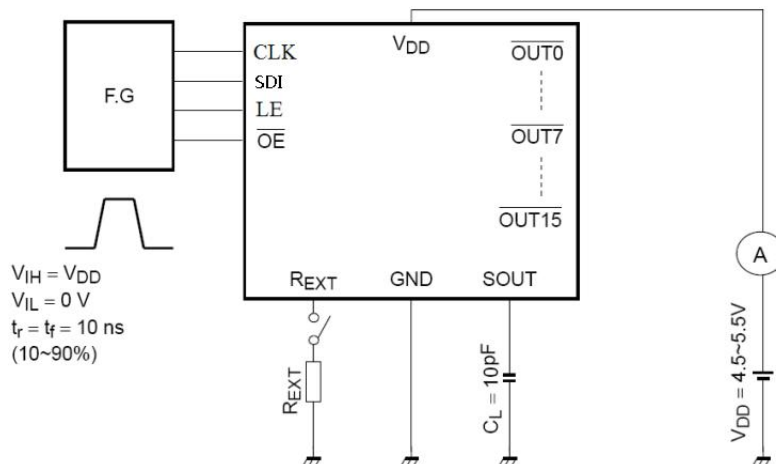 F.G
CLK
SDI
LE
OE
VDD
OUT0
OUT7
OUT15
REXT
GND
SOUT
A
VIH = VDD
VIL = 0 V
tr = tf = 10 ns
(10~90%)
REXT
CL = 10pF
VDD = 4.5~5.5V